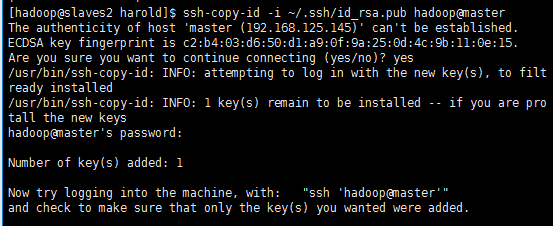 [hadoop@slaves2 harold]$ ssh-copy-id -i ~/.ssh/id_rsa.pub hadoop@master
The authenticity of host 'master (192.168.125.145)' can't be established.
ECDSA key fingerprint is c2:b4:03:d6:50:d1:a9:0f:9a:25:0d:4c:9b:11:0e:15.
Are you sure you want to continue connecting (yes/no)? yes
/usr/bin/ssh-copy-id: INFO: attempting to log in with the new key(s), to filt
ready installed
/usr/bin/ssh-copy-id: INFO: 1 key(s) remain to be installed -- if you are pro
tall the new keys
hadoop@master's password:
Number of key(s) added: 1
Now try logging into the machine, with:   "ssh 'hadoop@master'"
and check to make sure that only the key(s) you wanted were added.